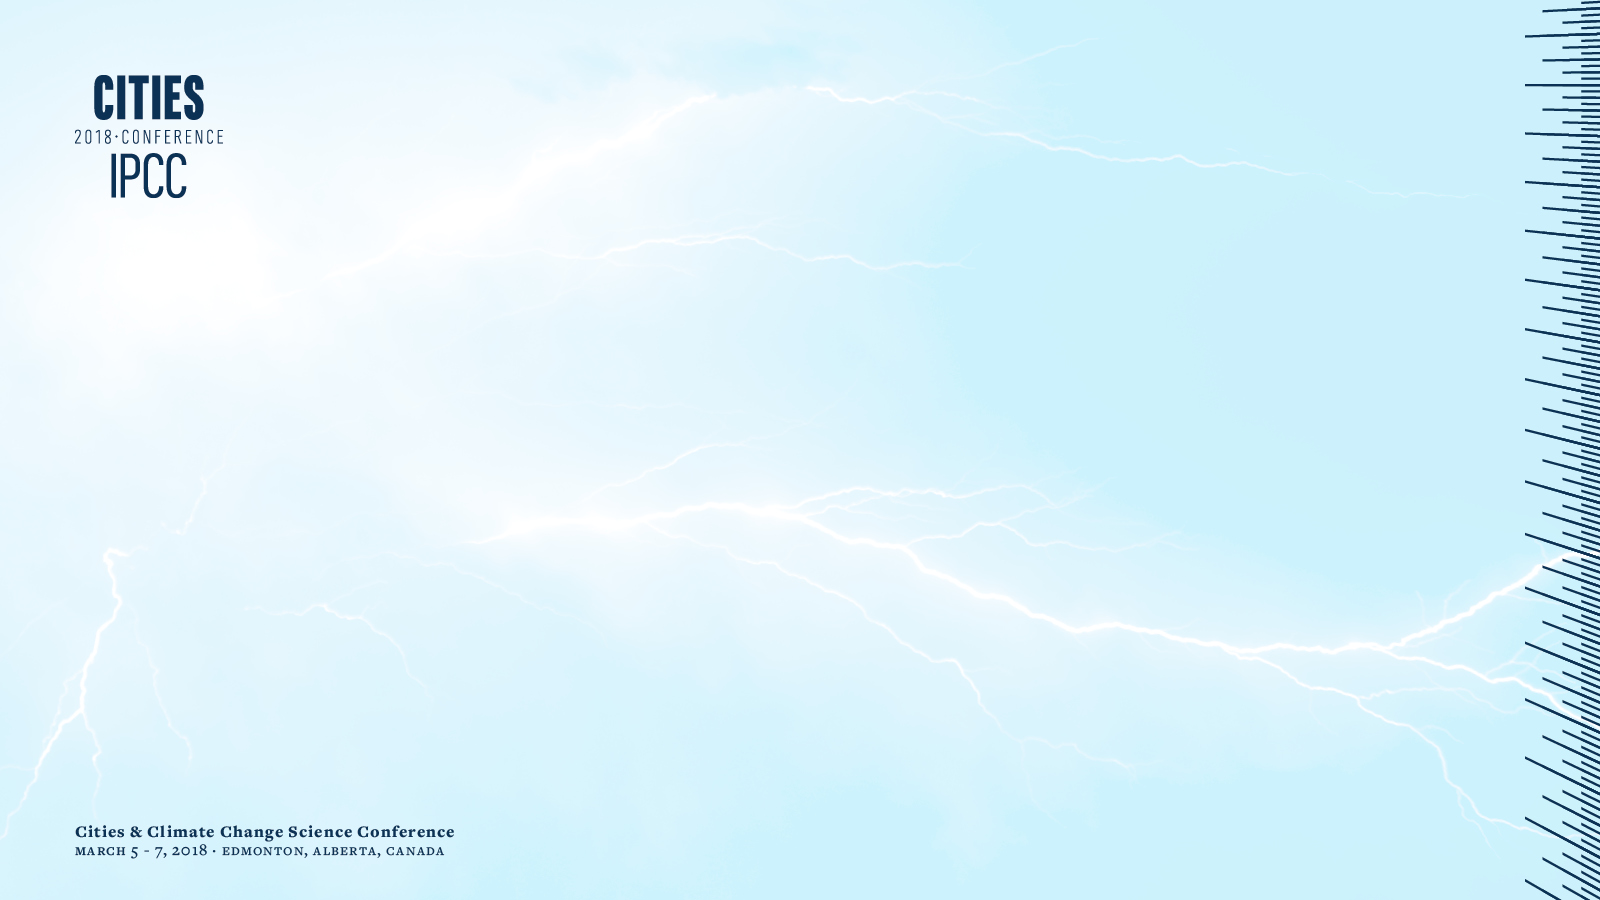 CITIES
2018·CONFERENCE
IPCC
Cities & Climate Change Science Conference
MARCH 5 - 7, 2018 · EDMONTON, ALBERTA, CANADA